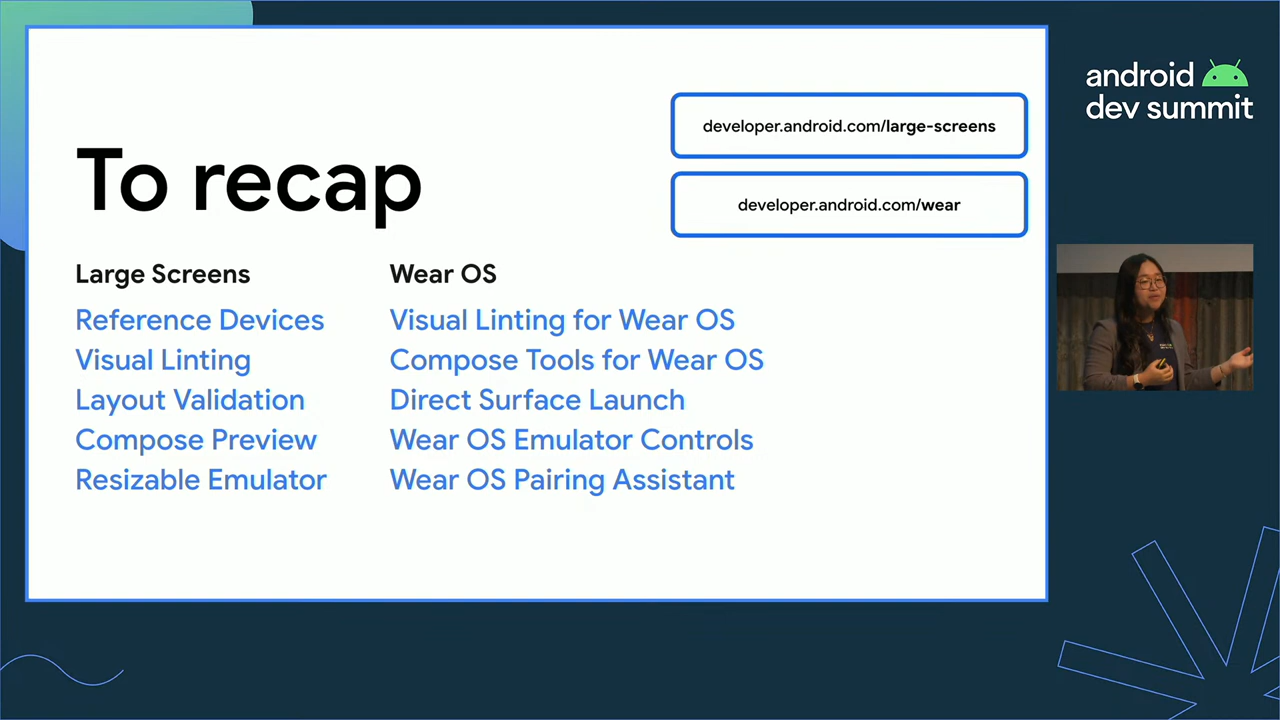 To recap
developer.android.com/large-screens
developer.android.com/wear
Large Screens
Reference Devices
Visual Linting
Layout Validation
Compose Preview
Resizable Emulator
Wear OS
Visual Linting for Wear OS
Compose Tools for Wear OS
Direct Surface Launch
Wear OS Emulator Controls
Wear OS Pairing Assistant
android
dev summit